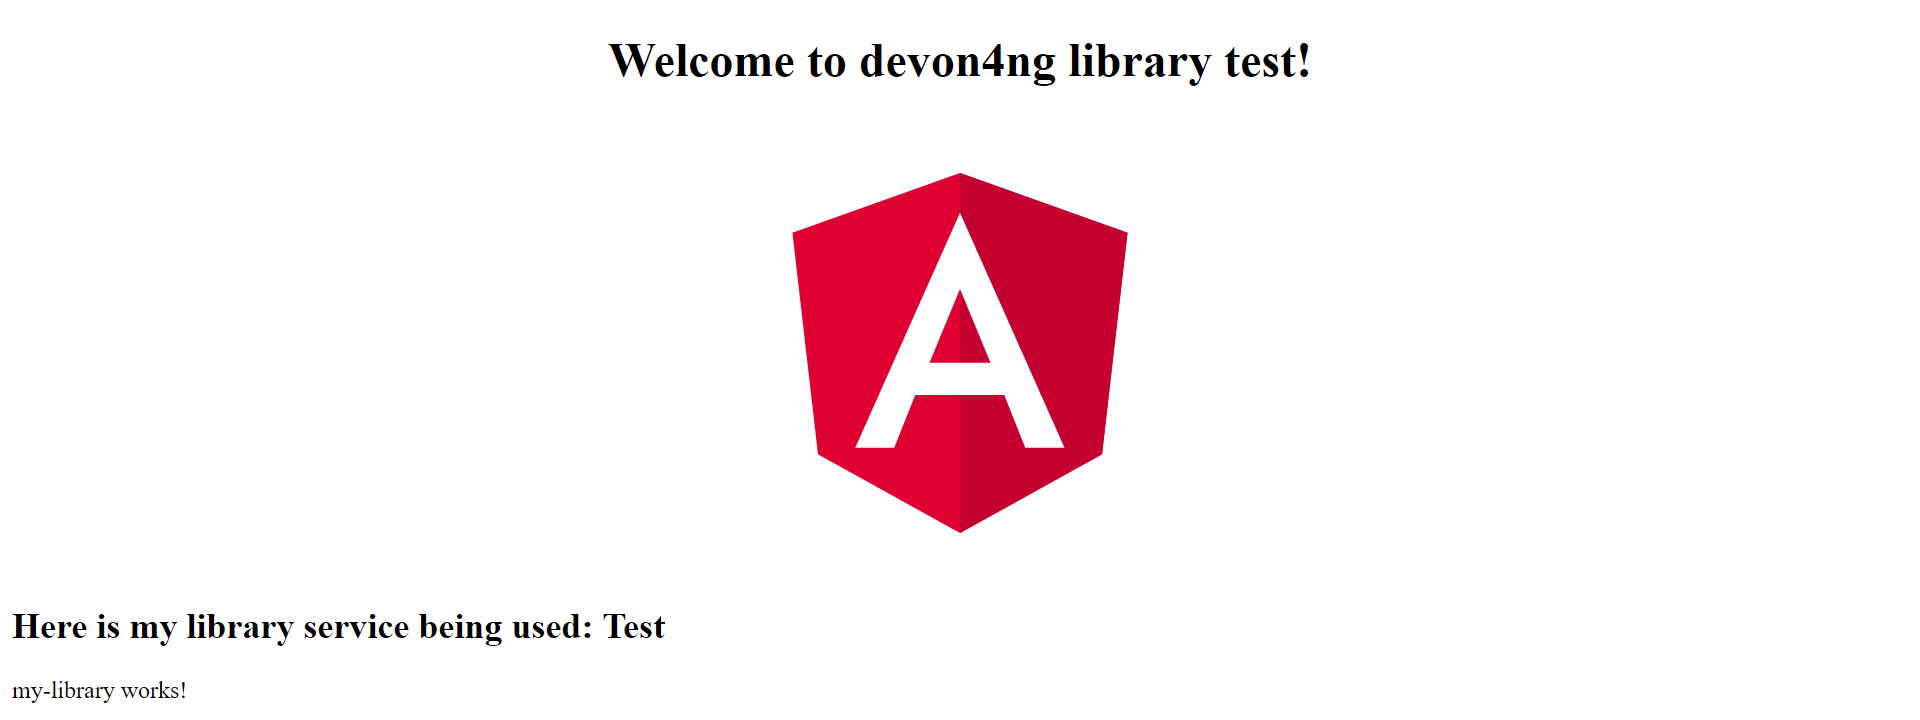 Welcome to devon4ng library test!
A
Here is my library service being used: Test
my-library works!